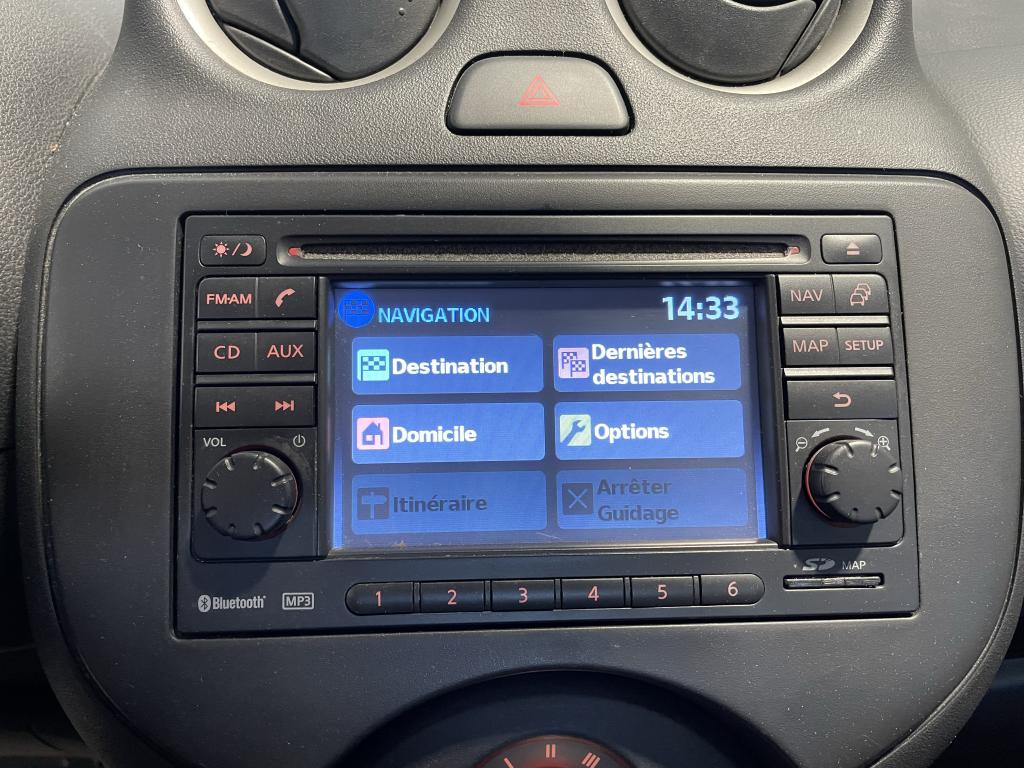 FM·AM
CD
AUX
VOL
NAVIGATION
14:33
Destination
Dernières
destinations
Domicile
Options
Itinéraire
Arrêter
Guidage
NAV
MAP
SETUP
SD
MAP
Bluetooth
MP3
1
2
3
4
5
6